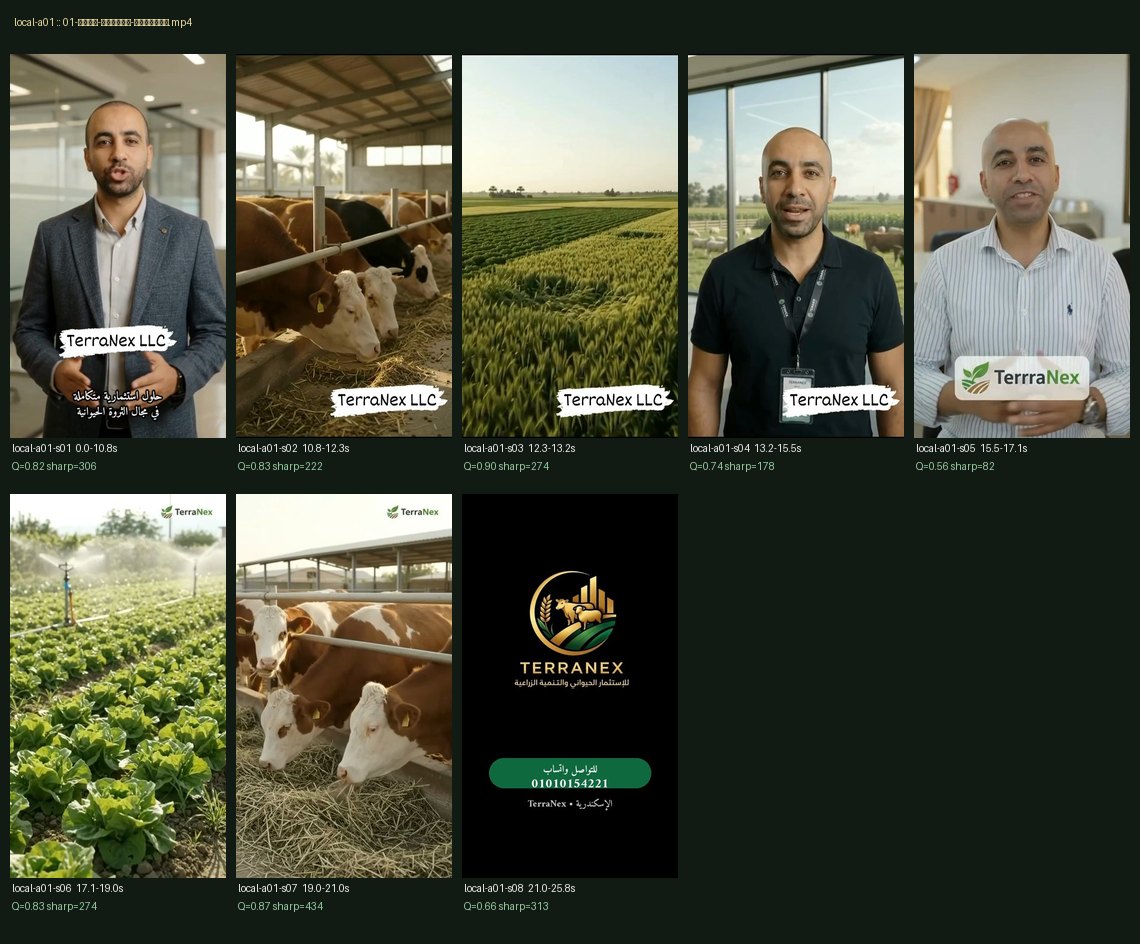 local-a01 :: 01-
.mp4
TerraNex LLC
حلول استثمارية متكاملة
في مجال الثروة الحيوانية
local-a01-s01 0.0-10.8s
Q=0.82 sharp=306
TerraNex LLC
local-a01-s02 10.8-12.3s
Q=0.83 sharp=222
TerraNex LLC
local-a01-s03 12.3-13.2s
Q=0.90 sharp=274
TerraNex LLC
local-a01-s04 13.2-15.5s
Q=0.74 sharp=178
TerrraNex
local-a01-s05 15.5-17.1s
Q=0.56 sharp=82
TerraNex
local-a01-s06 17.1-19.0s
Q=0.83 sharp=274
TerraNex
local-a01-s07 19.0-21.0s
Q=0.87 sharp=434
TERRANEX
للإستثمار الحيواني والتنمية الزراعية
للتواصل واتساب
01010154221
الإسكندرية • TerraNex
local-a01-s08 21.0-25.8s
Q=0.66 sharp=313